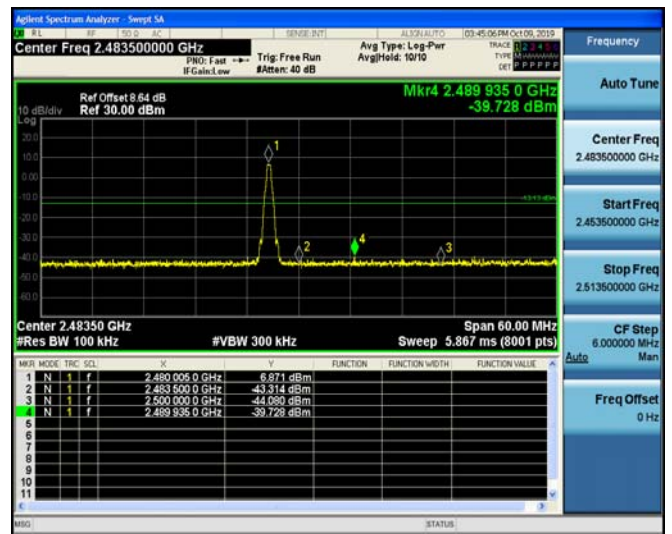 Agilent Spectrum Analyzer - Swept SA
RL RF 50 Ω AC SENSE:INT ALIGN AUTO 03:45:06 PM Oct 09, 2019
Center Freq 2.483500000 GHz
PNO: Fast Trig: Free Run
IFGain:Low #Atten: 40 dB
Avg Type: Log-Pwr
Avg|Hold: 10/10
TRACE 1 2 3 4 5 6
TYPE
DET P P P P P P
Ref Offset 8.64 dB
10 dB/div Ref 30.00 dBm
Log
Mkr4 2.489 935 0 GHz
-39.728 dBm
20.0
0.00
-10.0
-20.0
-30.0
-40.0
-50.0
-60.0
1
2
4
3
-13.13 dBm
Center 2.48350 GHz Span 60.00 MHz
#Res BW 100 kHz #VBW 300 kHz Sweep 5.867 ms (8001 pts)
MKR MODE TRC SCL X Y FUNCTION FUNCTION WIDTH FUNCTION VALUE
1 N 1 f 2.480 005 0 GHz 6.871 dBm
2 N 1 f 2.483 500 0 GHz -43.314 dBm
3 N 1 f 2.500 000 0 GHz -44.080 dBm
4 N 1 f 2.489 935 0 GHz -39.728 dBm
5
6
7
8
9
10
11
MSG STATUS
Frequency
Auto Tune
Center Freq
2.483500000 GHz
Start Freq
2.453500000 GHz
Stop Freq
2.513500000 GHz
CF Step
6.000000 MHz
Auto Man
Freq Offset
0 Hz